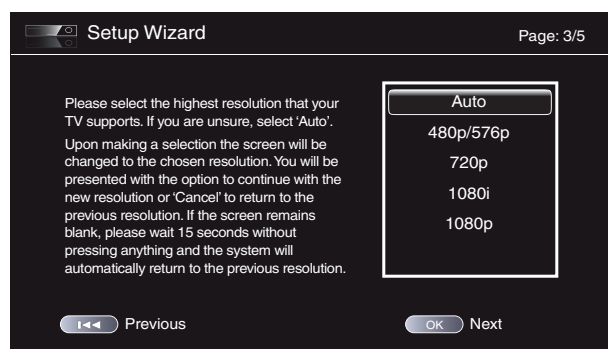 Setup Wizard
Page: 3/5
Please select the highest resolution that your
TV supports. If you are unsure, select ‘Auto’.
Upon making a selection the screen will be
changed to the chosen resolution. You will be
presented with the option to continue with the
new resolution or ‘Cancel’ to return to the
previous resolution. If the screen remains
blank, please wait 15 seconds without
pressing anything and the system will
automatically return to the previous resolution.
Auto
480p/576p
720p
1080i
1080p
Previous
OK Next